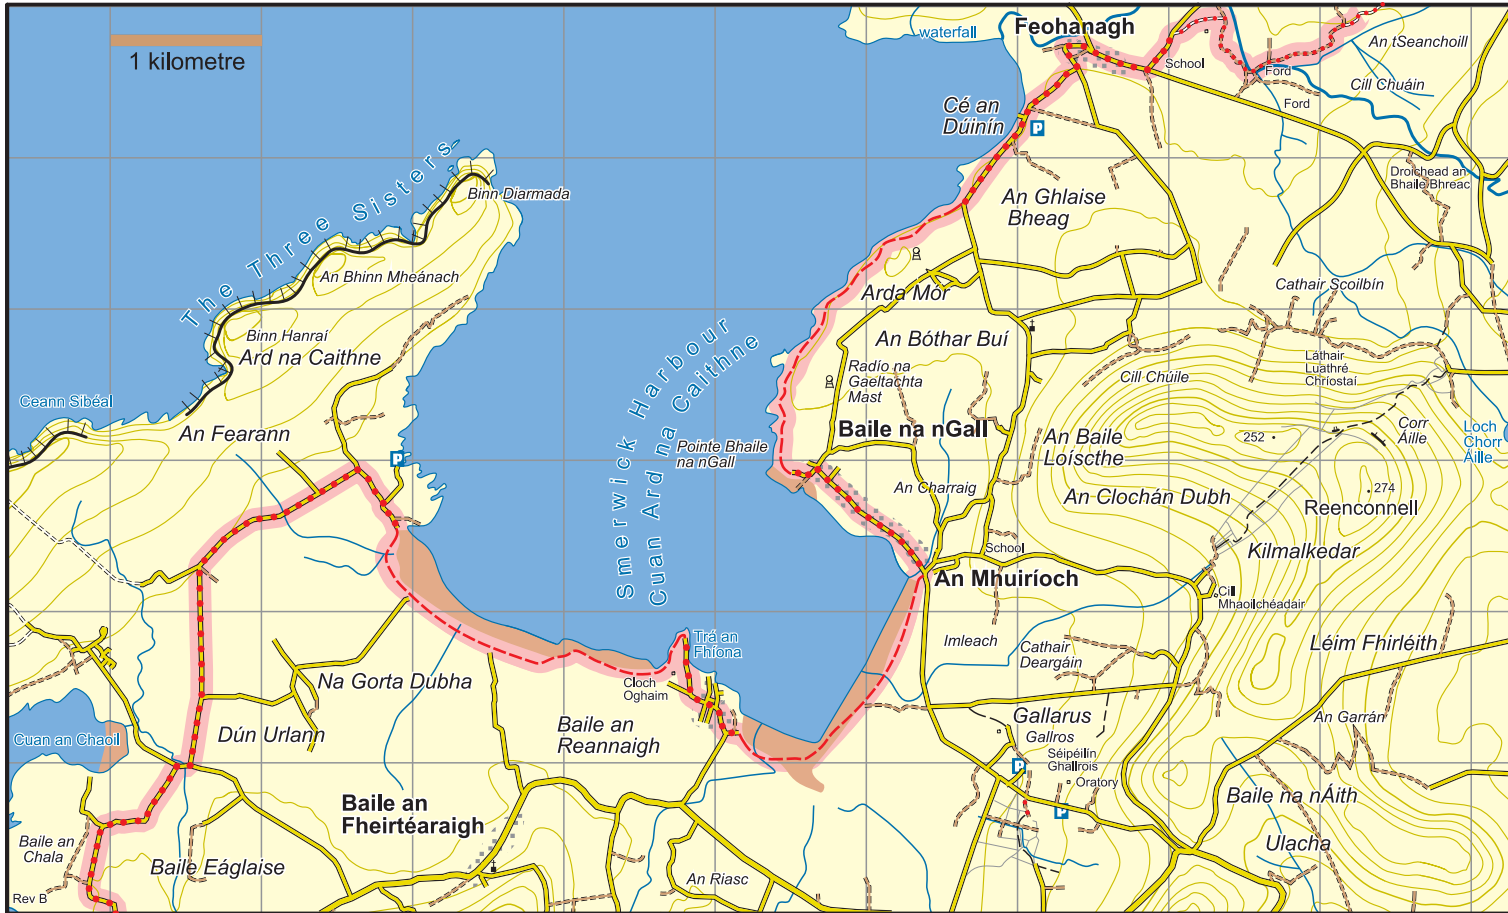 1 kilometre
waterfall
Feohanagh
School
Ford
Ford
An tSeanchoill
Cill Chuáin
Cé an
Dúinín
P
Droichead an
Bhaile Bhreac
The Three Sisters
Binn Diarmada
An Bhinn Mheánach
Binn Hanraí
Ard na Caithne
An Ghlaise
Bheag
Arda Mór
Cathair Scoilbín
An Bóthar Buí
Smerwick Harbour
Cuan Ard na Caithne
Radío na
Gaeltachta
Mast
Láthair
Luathré
Chríostaí
Cill Chúile
Ceann Sibéal
An Fearann
P
Pointe Bhaile
na nGall
Baile na nGall
An Baile
Loíscthe
252
Corr
Áille
Loch
Chorr
Áile
An Charraig
An Clochán Dubh
274
Reenconnell
Kilmalkedar
School
An Mhuiríoch
Cill
Mhaoilchéadair
Trá an
Fhíona
Imleach
Cathair
Deargáin
Léim Fhirléith
Cloch
Oghaim
Na Gorta Dubha
Dún Urlann
Baile an
Reannaigh
Gallarus
Gallros
Séipéilín
Ghallrois
Oratory
P
P
An Garrán
Cuan an Chaoil
Baile an
Fheirtéaraigh
Baile na nÁith
Ulacha
Baile an
Chala
Baile Eáglaise
An Riasc
Rev B